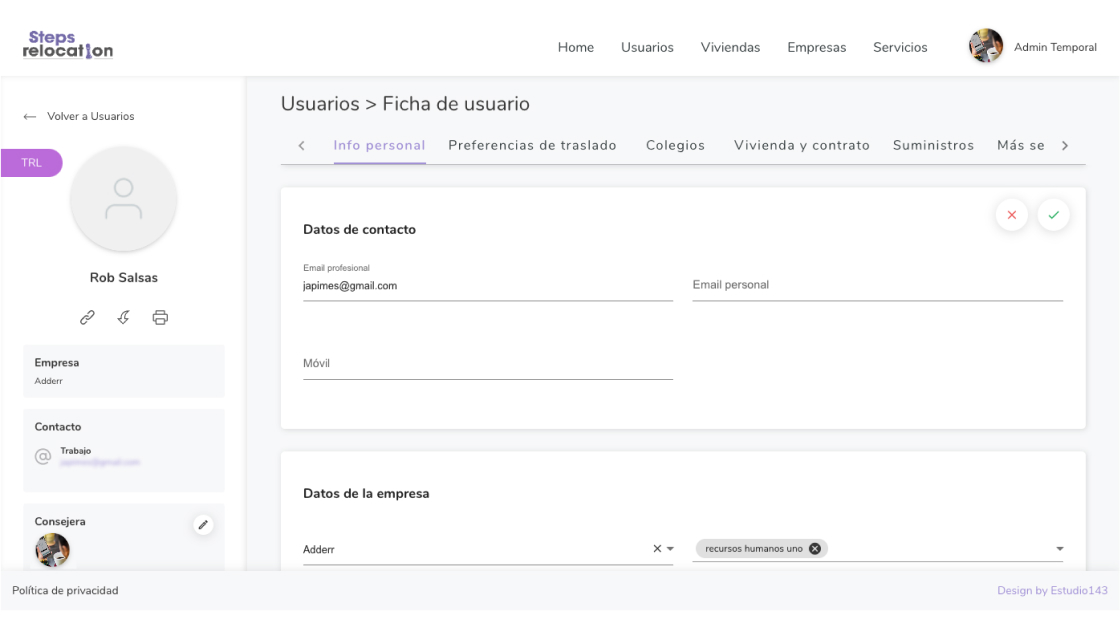 Steps
relocation
Home Usuarios Viviendas Empresas Servicios Admin Temporal
Volver a Usuarios
TRL
Rob Salsas
Empresa
Adderr
Contacto
Trabajo
Consejera
Usuarios > Ficha de usuario
Info personal Preferencias de traslado Colegios Vivienda y contrato Suministros Más se
Datos de contacto
Email profesional
japimes@gmail.com
Email personal
Móvil
Datos de la empresa
Adderr
recursos humanos uno
Política de privacidad
Design by Estudio143